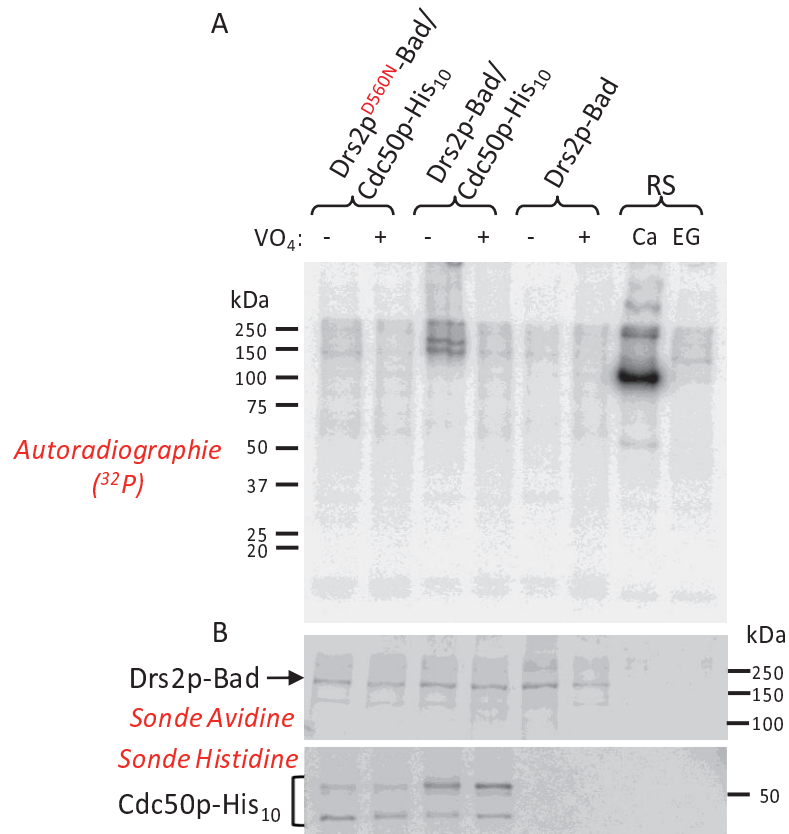 A
Drs2pD560N-Bad/
Cdc50p-His10
Drs2p-Bad/
Cdc50p-His10
Drs2p-Bad
RS
VO4: - + - + - + Ca EG
kDa
250
150
100
75
50
37
25
20
Autoradiographie
(32P)
B
kDa
Drs2p-Bad
250
150
100
Sonde Avidine
Sonde Histidine
Cdc50p-His10
50